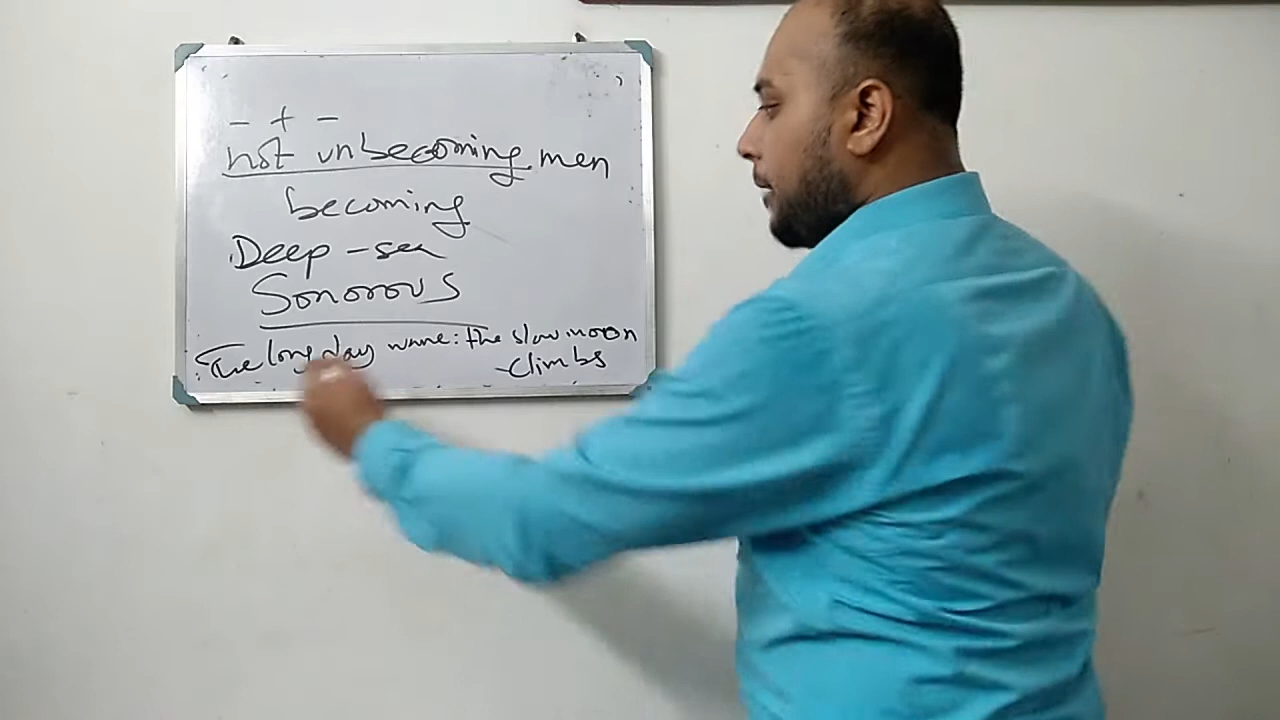 - + -
not unbecoming men
becoming
Deep-sea
Sonorous
The long day wane: the slow moon
climbs